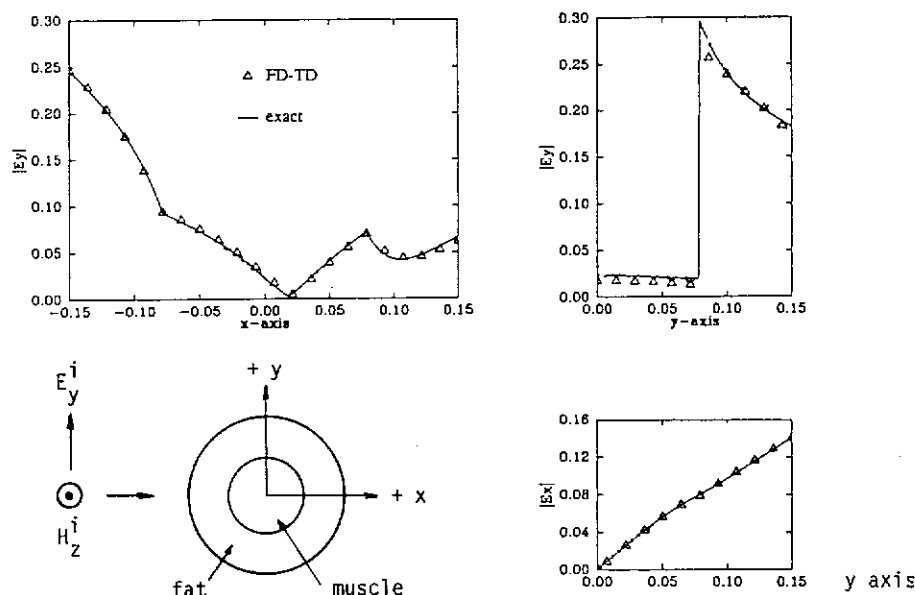 0.30
0.25
0.20
0.15
0.10
0.05
0.00
|Ey|
FD-TD
exact
−0.15 −0.10 −0.05 0.00 0.05 0.10 0.15
x-axis
0.30
0.25
0.20
0.15
0.10
0.05
0.00
|Ey|
0.00 0.05 0.10 0.15
y-axis
E_y^i
H_z^i
+ y
+ x
fat
muscle
0.16
0.12
0.08
0.04
0.00
|Ex|
0.00 0.05 0.10 0.15
y axis